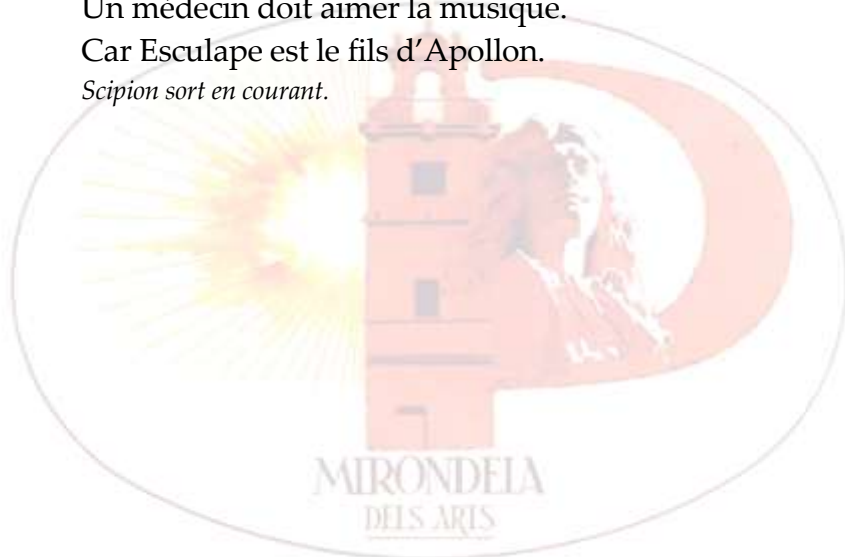 Un médecin doit aimer la musique.
Car Esculape est le fils d’Apollon.
Scipion sort en courant.
MIRONDELA
DELS ARTS